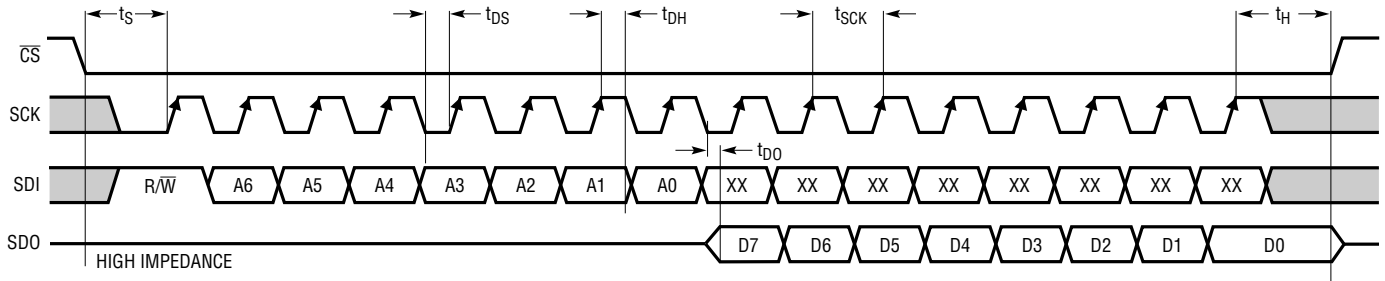 tS tDS tDH tSCK tH
CS
SCK
tDO
SDI R/W A6 A5 A4 A3 A2 A1 A0 XX XX XX XX XX XX XX XX
SDO D7 D6 D5 D4 D3 D2 D1 D0
HIGH IMPEDANCE